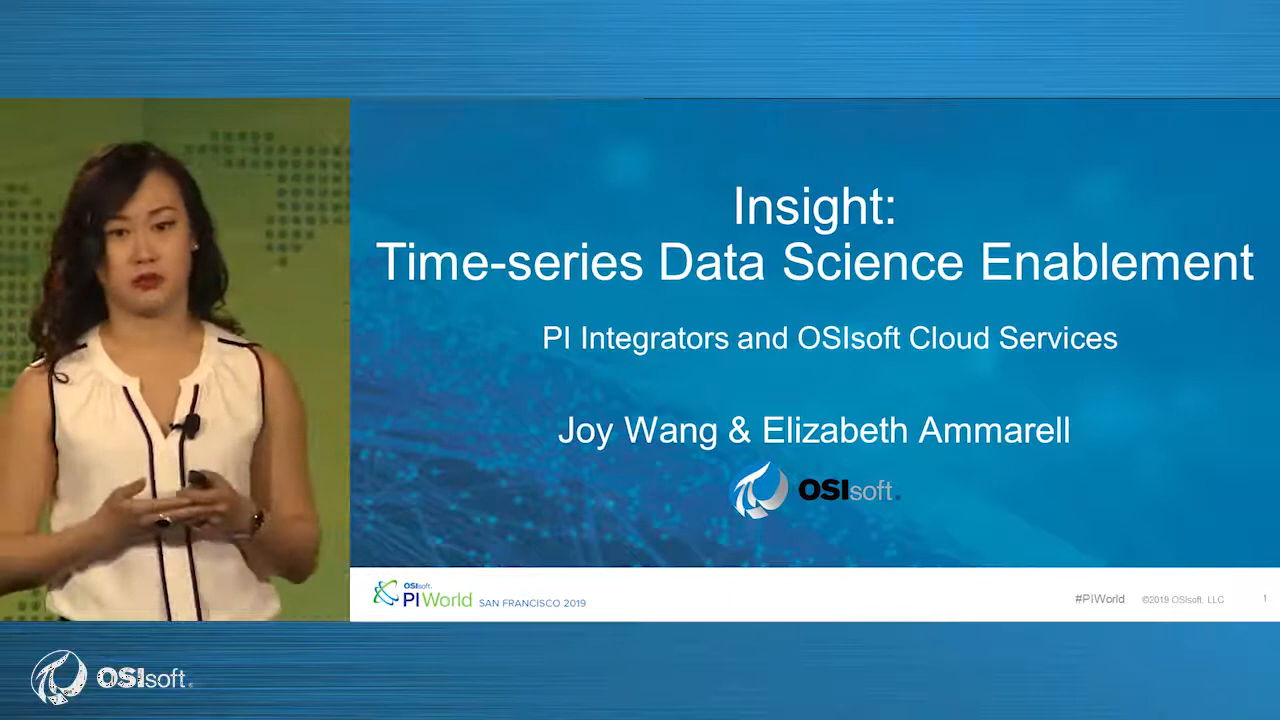 Insight:
Time-series Data Science Enablement
PI Integrators and OSIsoft Cloud Services
Joy Wang & Elizabeth Ammarell
OSIsoft.
OSIsoft.
PI World SAN FRANCISCO 2019
#PIWorld ©2019 OSIsoft, LLC 1
OSIsoft.